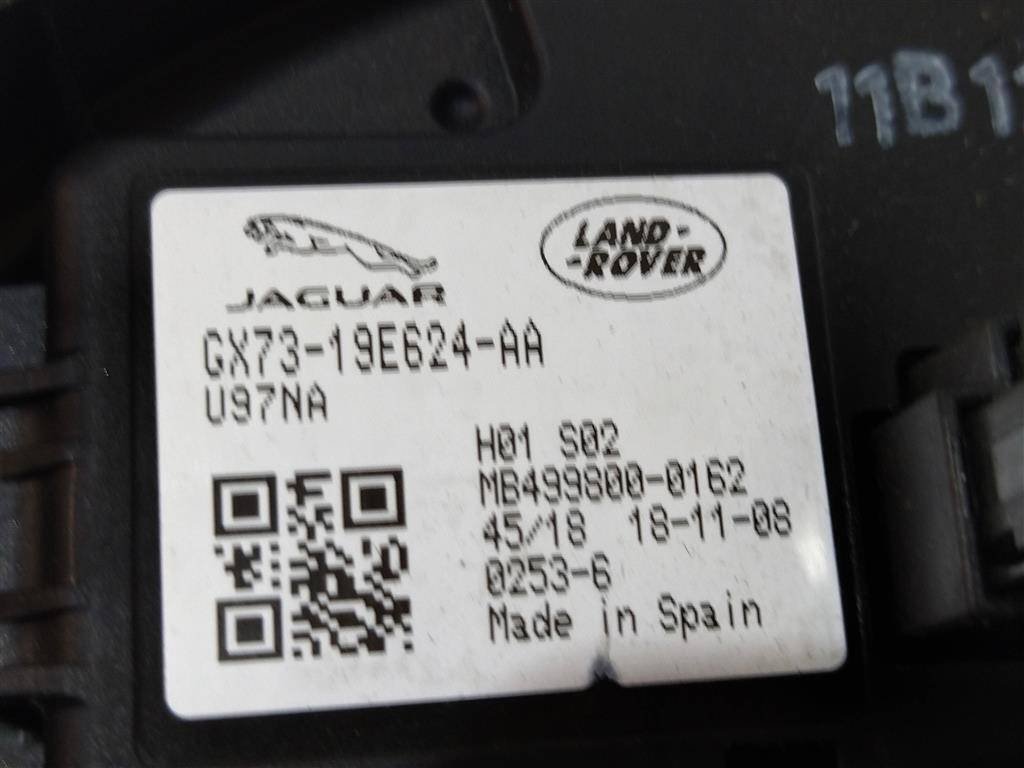 11B11
JAGUAR
LAND-
-ROVER
GX73-19E624-AA
U97NA
H01 S02
MB499800-0162
45/18 18-11-08
0253-6
Made in Spain